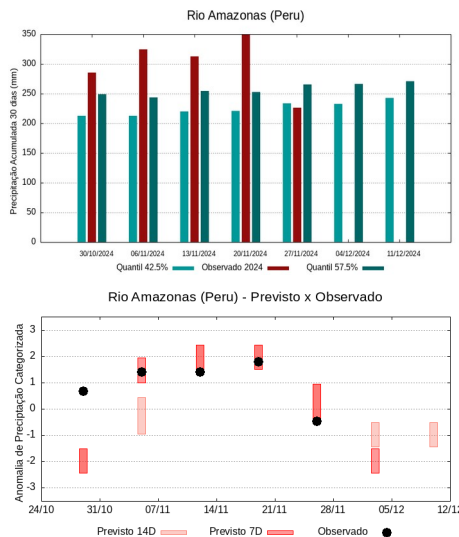 Rio Amazonas (Peru)
Precipitação Acumulada 30 dias (mm)
350
300
250
200
150
100
50
0
30/10/2024 06/11/2024 13/11/2024 20/11/2024 27/11/2024 04/12/2024 11/12/2024
Quantil 42.5% Observado 2024 Quantil 57.5%
Rio Amazonas (Peru) - Previsto x Observado
Anomalia de Preciptação Categorizada
3
2
1
0
-1
-2
-3
24/10 31/10 07/11 14/11 21/11 28/11 05/12 12/12
Previsto 14D Previsto 7D Observado